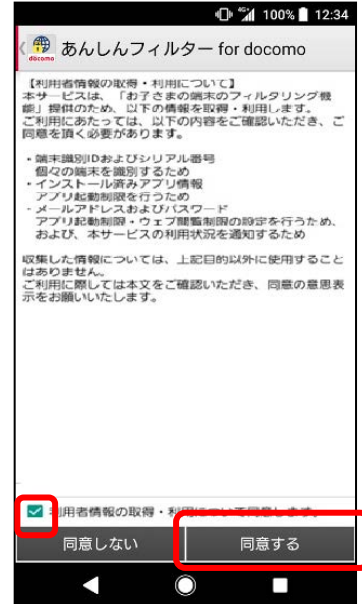 4G 100% 12:34
docomo あんしんフィルター for docomo
【利用者情報の取得・利用について】
本サービスは、「お子さまの端末のフィルタリング機
能」提供のため、以下の情報を取得・利用します。
ご利用にあたっては、以下の内容をご確認いただき、ご
同意を頂く必要があります。
・端末識別IDおよびシリアル番号
個々の端末を識別するため
・インストール済みアプリ情報
アプリ起動制限を行うため
・メールアドレスおよびパスワード
アプリ起動制限・ウェブ閲覧制限の設定を行うため、
および、本サービスの利用状況を通知するため
収集した情報については、上記目的以外に使用すること
はありません。
ご利用に際しては本文をご確認いただき、同意の意思表
示をお願いいたします。
利用者情報の取得・利用について同意します。
同意しない 同意する